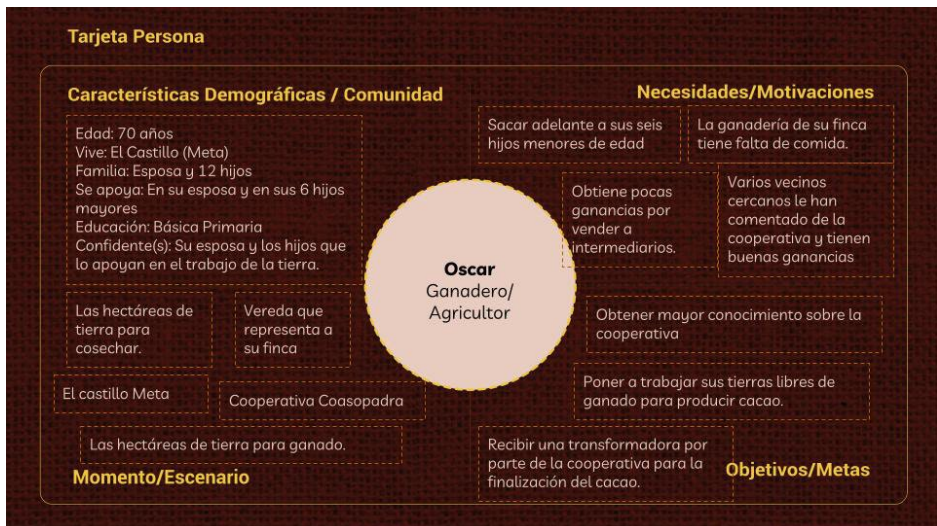 Tarjeta Persona
Características Demográficas / Comunidad
Edad: 70 años
Vive: El Castillo (Meta)
Familia: Esposa y 12 hijos
Se apoya: En su esposa y en sus 6 hijos
mayores
Educación: Básica Primaria
Confidente(s): Su esposa y los hijos que
lo apoyan en el trabajo de la tierra.
Necesidades/Motivaciones
Sacar adelante a sus seis
hijos menores de edad
La ganadería de su finca
tiene falta de comida.
Obtiene pocas
ganancias por
vender a
intermediarios.
Varios vecinos
cercanos le han
comentado de la
cooperativa y tienen
buenas ganancias
Oscar
Ganadero/
Agricultor
Las hectáreas de
tierra para
cosechar.
Vereda que
representa a
su finca
El castillo Meta
Cooperativa Coasopadra
Las hectáreas de tierra para ganado.
Momento/Escenario
Obtener mayor conocimiento sobre la
cooperativa
Poner a trabajar sus tierras libres de
ganado para producir cacao.
Recibir una transformadora por
parte de la cooperativa para la
finalización del cacao.
Objetivos/Metas